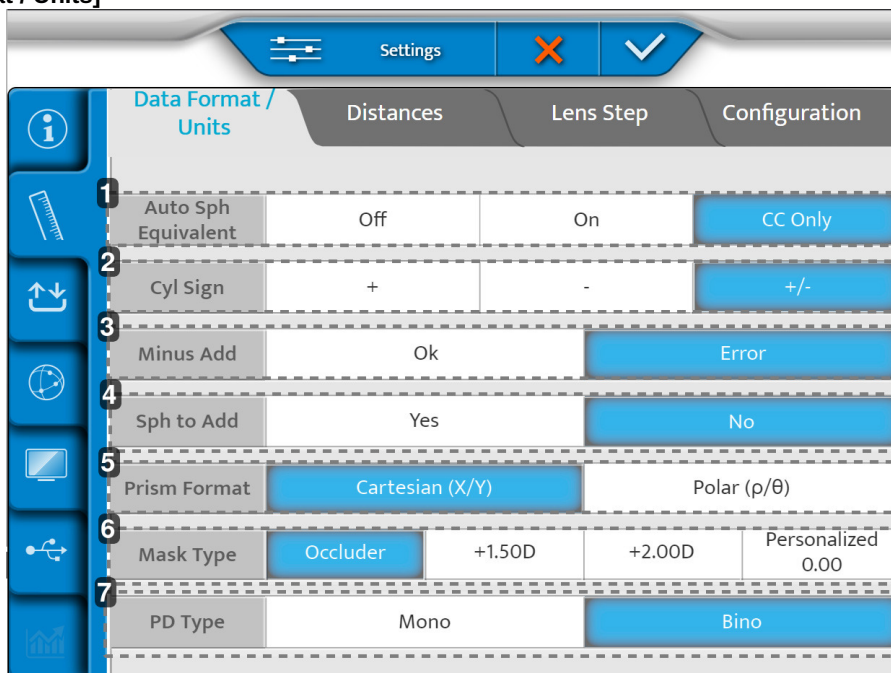 t / Units]
Settings
Data Format /
Units
Distances
Lens Step
Configuration
1
Auto Sph
Equivalent
Off
On
CC Only
2
Cyl Sign
+
-
+/-
3
Minus Add
Ok
Error
4
Sph to Add
Yes
No
5
Prism Format
Cartesian (X/Y)
Polar (ρ/θ)
6
Mask Type
Occluder
+1.50D
+2.00D
Personalized
0.00
7
PD Type
Mono
Bino